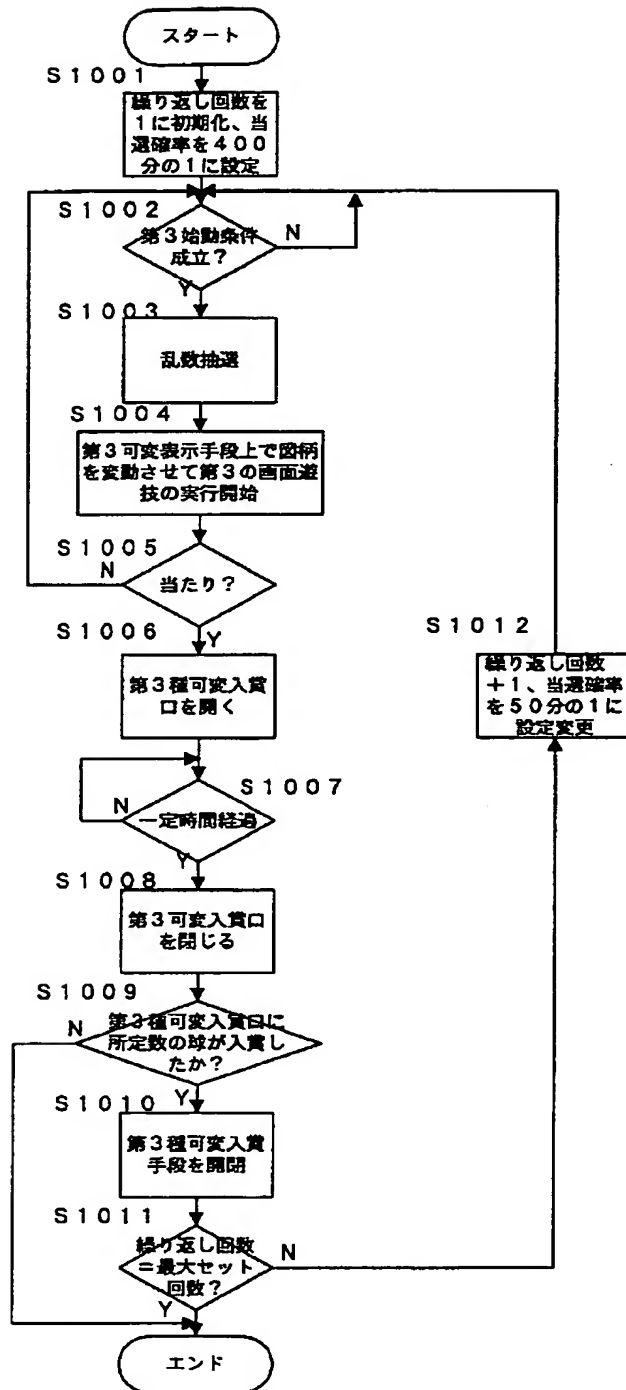 スタート
S1001
繰り返し回数を
1に初期化、当
選確率を400
分の1に設定
S1002
第3始動条件
成立?
N
Y
S1003
乱数抽選
S1004
第3可変表示手段上で図柄
を変動させて第3の画面遊
技の実行開始
S1005
N
当たり?
S1006
Y
第3種可変入賞
口を開く
S1007
N
一定時間経過
Y
S1008
第3可変入賞口
を閉じる
S1009
N
第3種可変入賞口に
所定数の球が入賞し
たか?
S1010
Y
第3種可変入賞
手段を開閉
S1011
繰り返し回数
=最大セット
回数?
N
Y
S1012
繰り返し回数
+1、当選確率
を50分の1に
設定変更
エンド